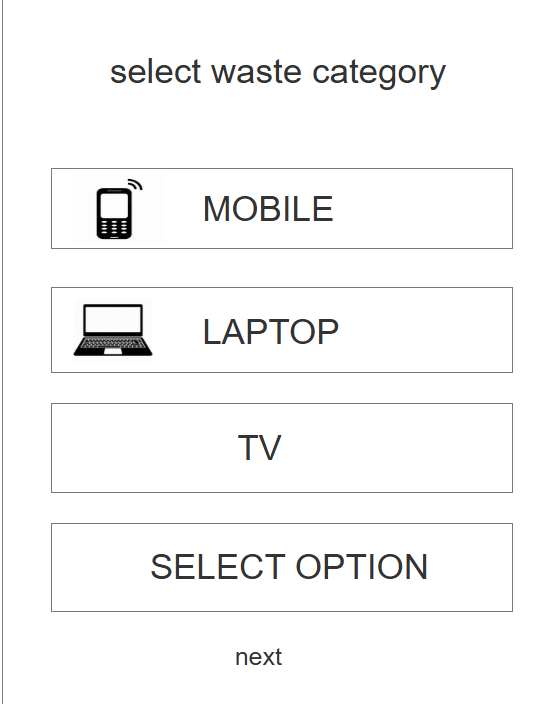 select waste category
MOBILE
LAPTOP
TV
SELECT OPTION
next